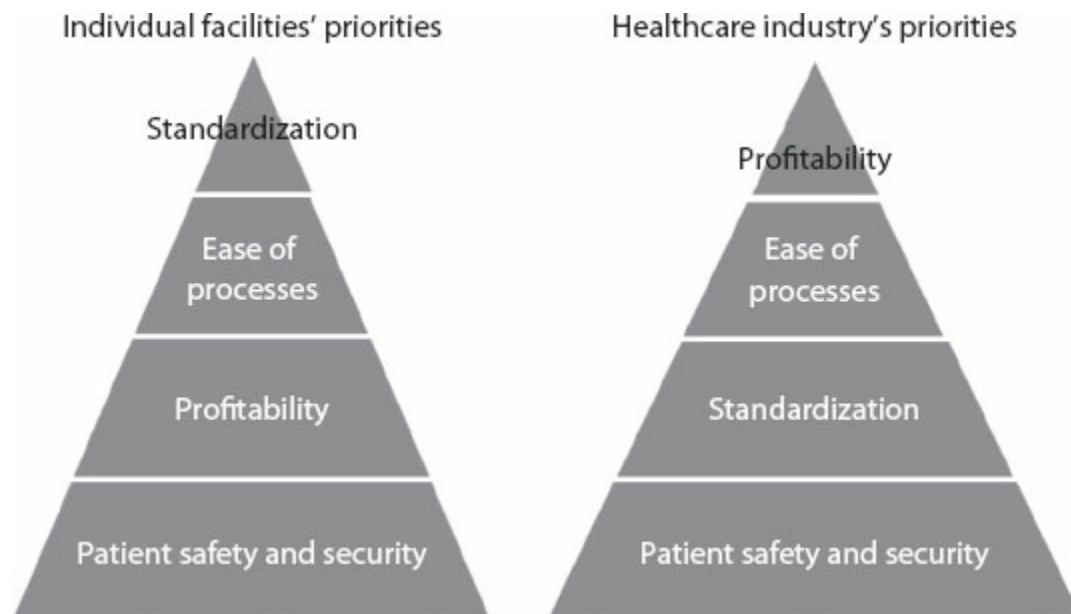 Individual facilities' priorities
Standardization
Ease of
processes
Profitability
Patient safety and security
Healthcare industry's priorities
Profitability
Ease of
processes
Standardization
Patient safety and security